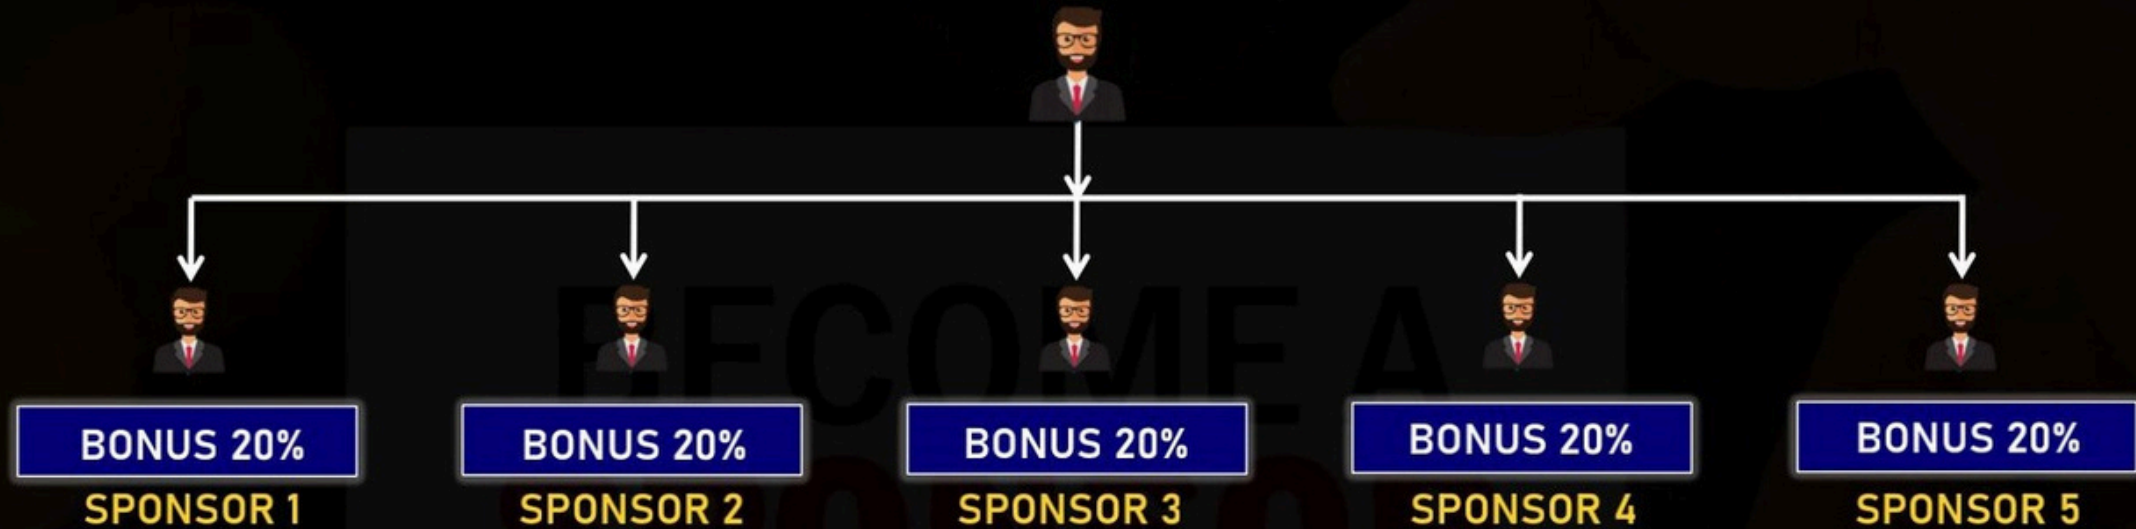 BECOME A
BONUS 20% BONUS 20% BONUS 20% BONUS 20% BONUS 20%
SPONSOR 1 SPONSOR 2 SPONSOR 3 SPONSOR 4 SPONSOR 5